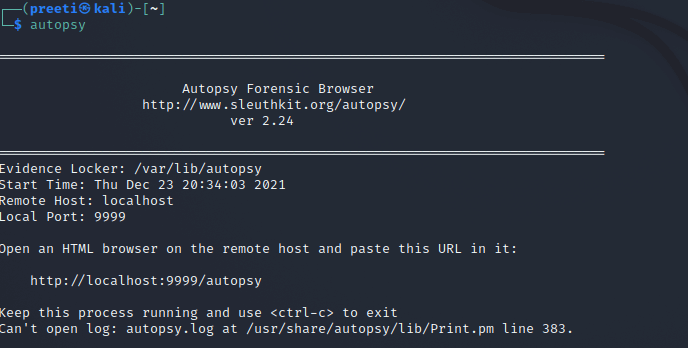 (preeti㉿kali)-[~]
$ autopsy
Autopsy Forensic Browser
http://www.sleuthkit.org/autopsy/
ver 2.24
Evidence Locker: /var/lib/autopsy
Start Time: Thu Dec 23 20:34:03 2021
Remote Host: localhost
Local Port: 9999
Open an HTML browser on the remote host and paste this URL in it:
http://localhost:9999/autopsy
Keep this process running and use <ctrl-c> to exit
Can't open log: autopsy.log at /usr/share/autopsy/lib/Print.pm line 383.